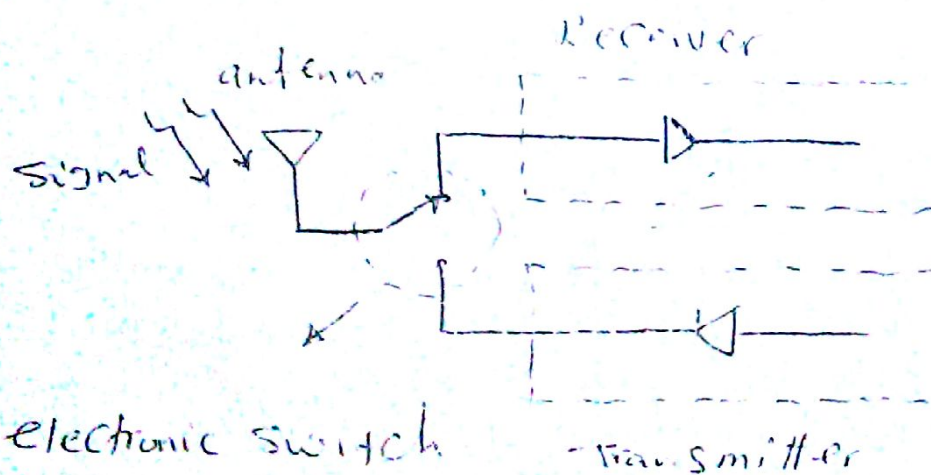 Receiver
antenna
signal
electronic switch
Transmitter